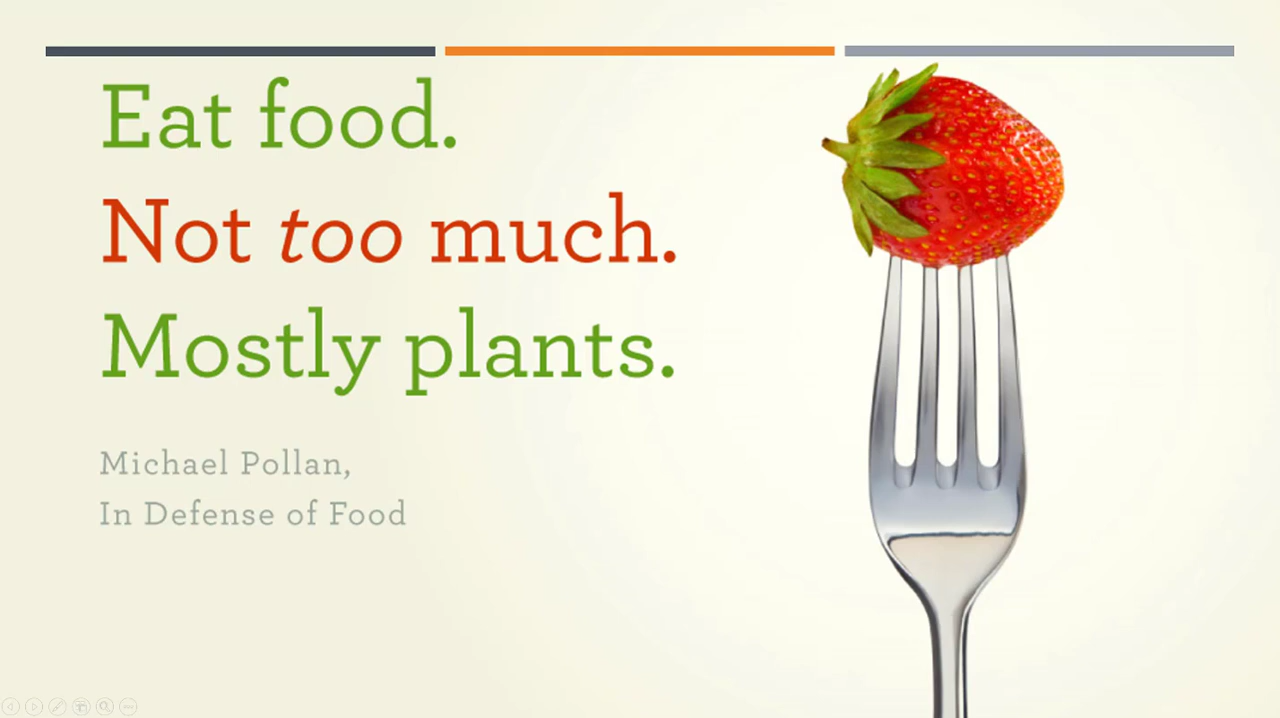 Eat food.
Not too much.
Mostly plants.
Michael Pollan,
In Defense of Food